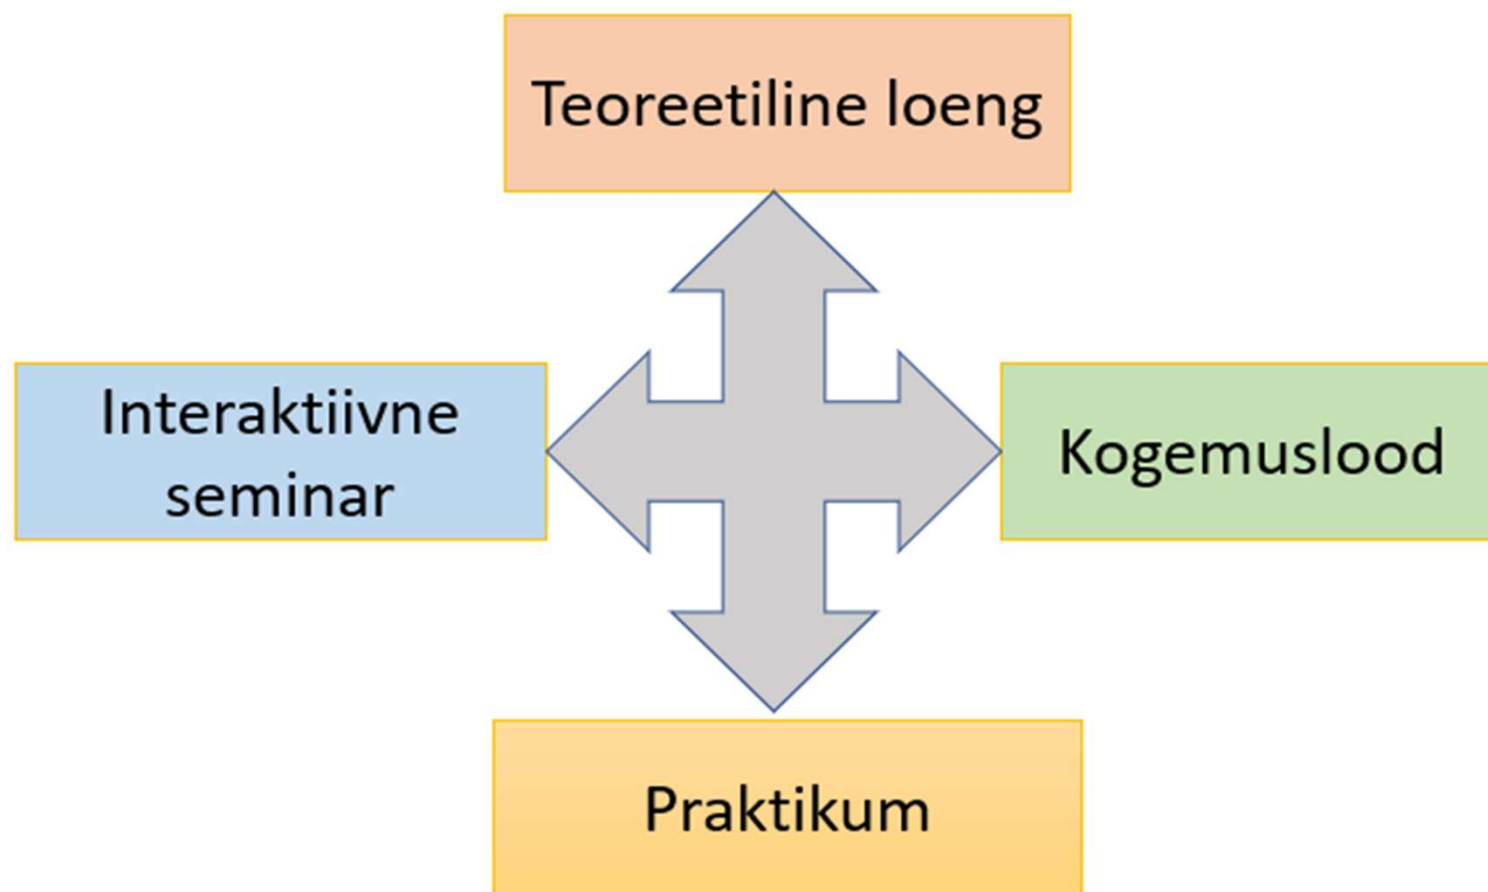 Teoreetiline loeng
Interaktiivne
seminar
Kogemuslood
Praktikum